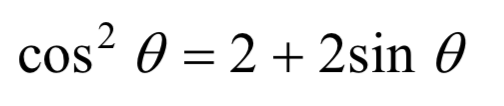 cos² θ = 2 + 2sin θ